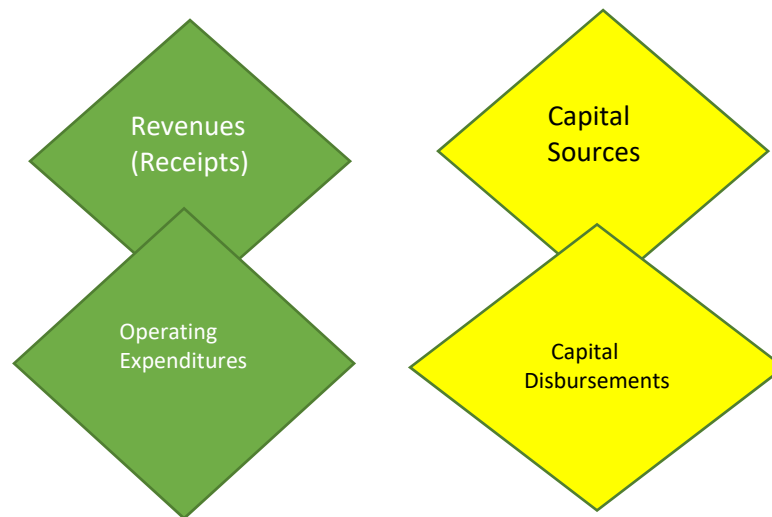 Revenues
(Receipts)
Capital
Sources
Operating
Expenditures
Capital
Disbursements